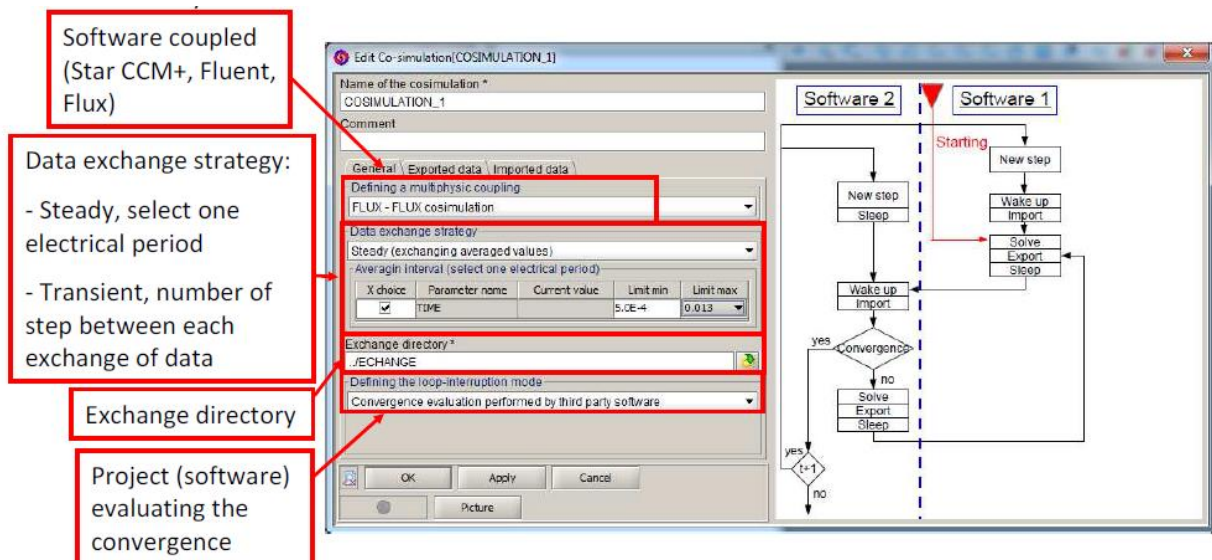 Software coupled
(Star CCM+, Fluent,
Flux)
Data exchange strategy:
- Steady, select one
electrical period
- Transient, number of
step between each
exchange of data
Exchange directory
Project (software)
evaluating the
convergence
Edit Co-simulation[COSIMULATION_1]
Name of the cosimulation *
COSIMULATION_1
Comment
General Exported data Imported data
Defining a multiphysic coupling
FLUX - FLUX cosimulation
Data exchange strategy
Steady (exchanging averaged values)
Averagin interval (select one electrical period)
X choice Parameter name Current value Limit min Limit max
TIME 5.0E-4 0.013
Exchange directory *
../ECHANGE
Defining the loop-interruption mode
Convergence evaluation performed by third party software
OK Apply Cancel
Picture
Software 2 Software 1
Starting
New step
Wake up
Import
Solve
Export
Sleep
New step
Sleep
Wake up
Import
yes Convergence
no
Solve
Export
Sleep
yes
t+1
no